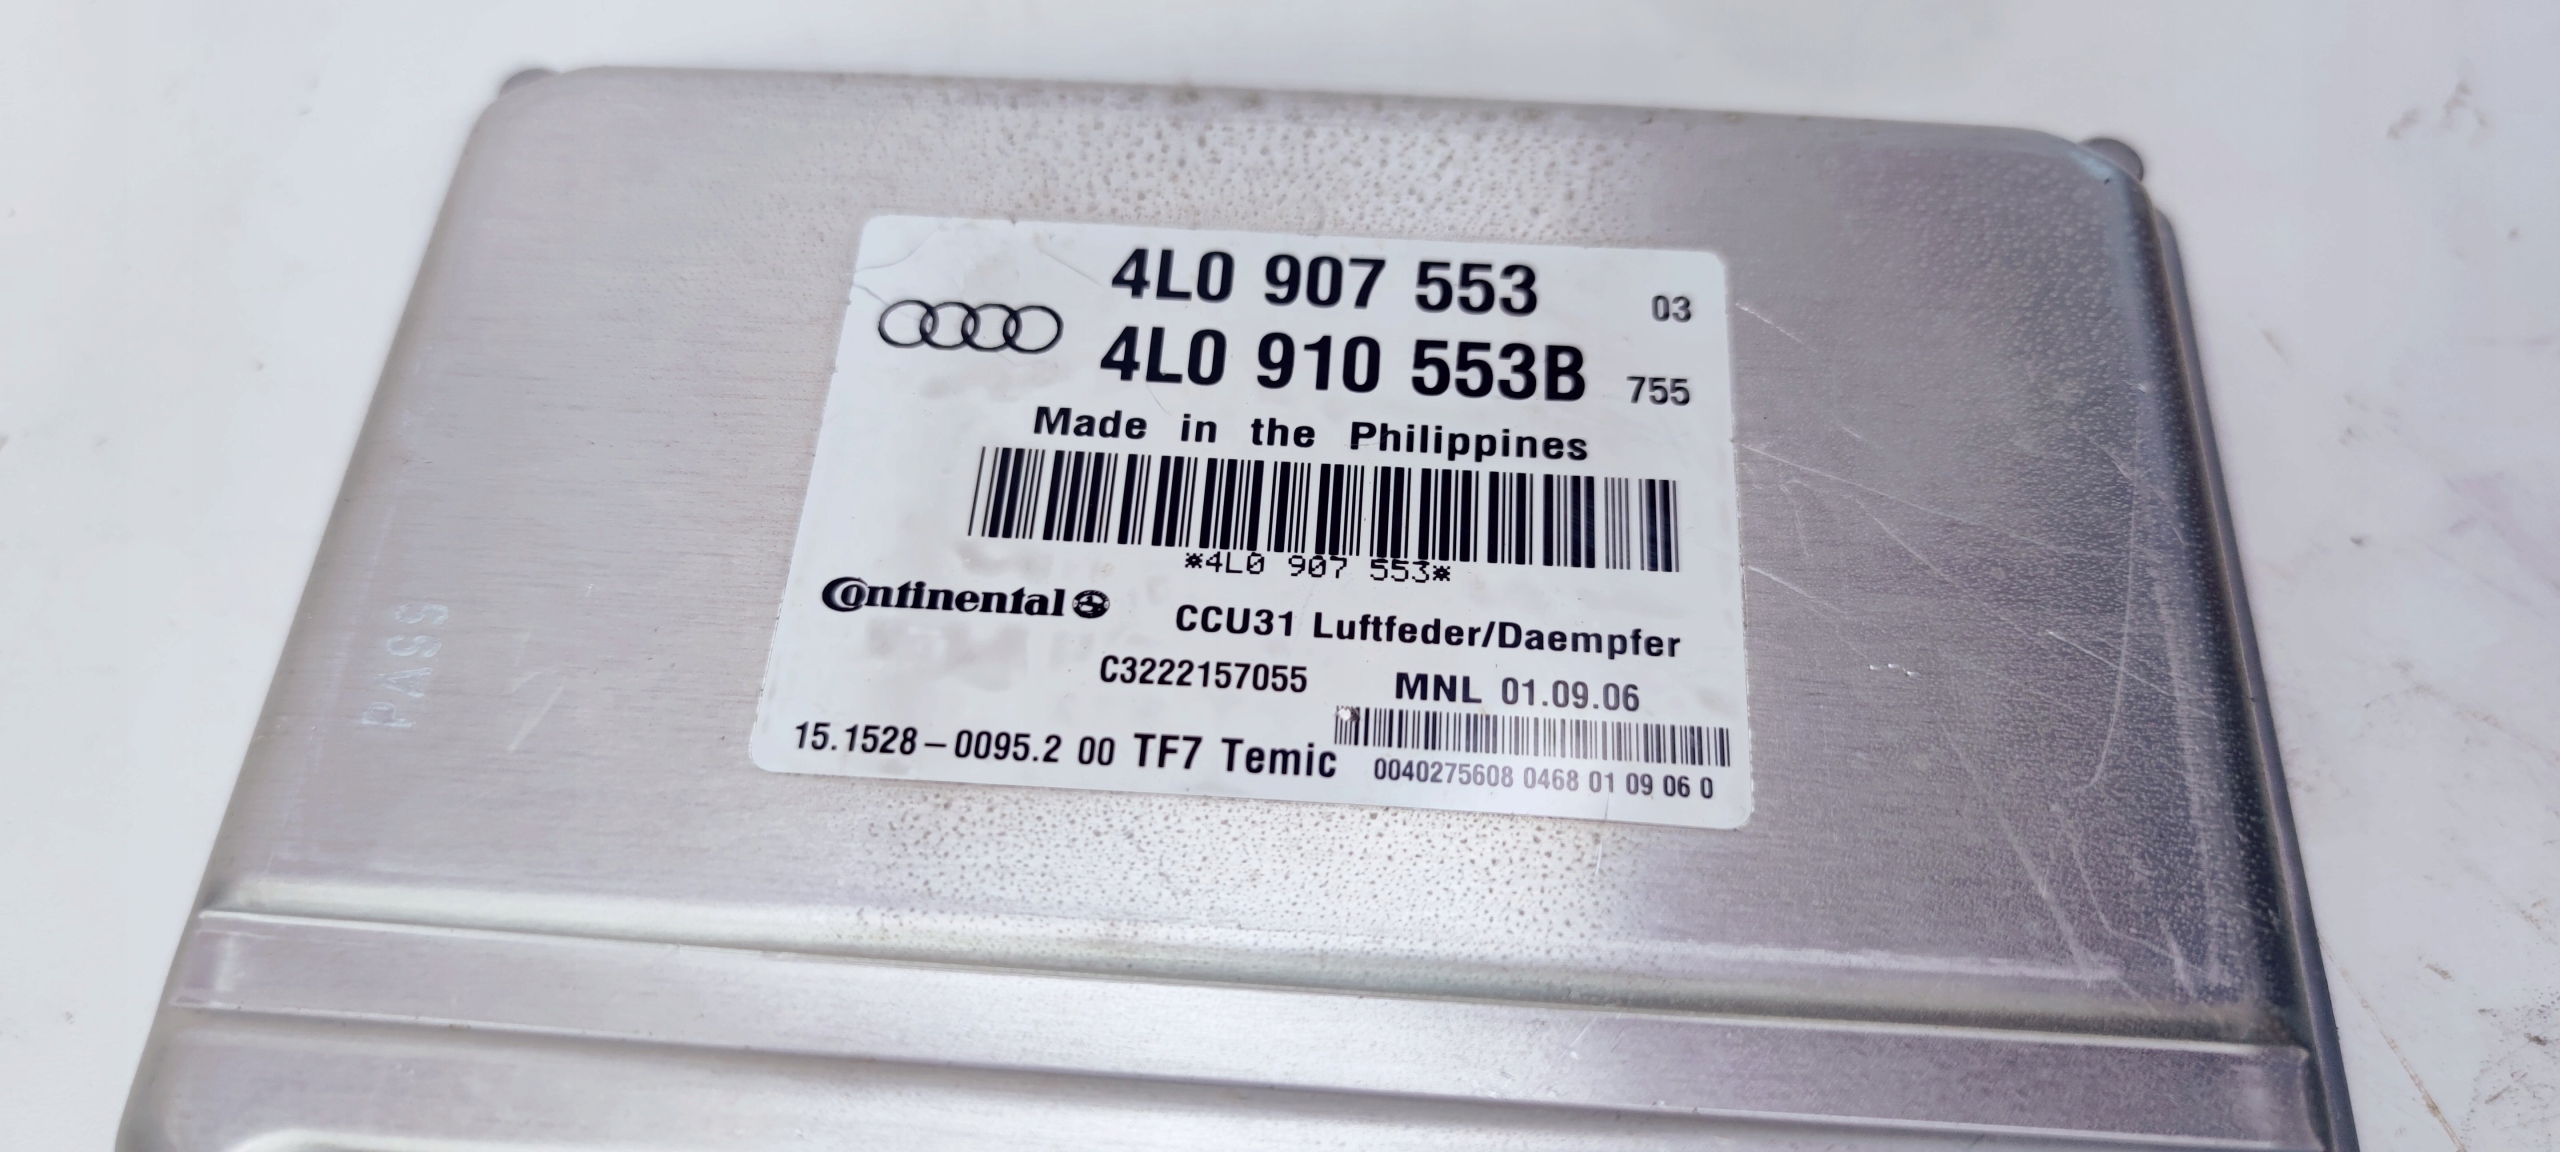 4L0 907 553 03
4L0 910 553B 755
Made in the Philippines
*4L0 907 553*
Continental CCU31 Luftfeder/Daempfer
C3222157055 MNL 01.09.06
15.1528-0095.2 00 TF7 Temic
0040275608 0468 01 09 06 0
PASS